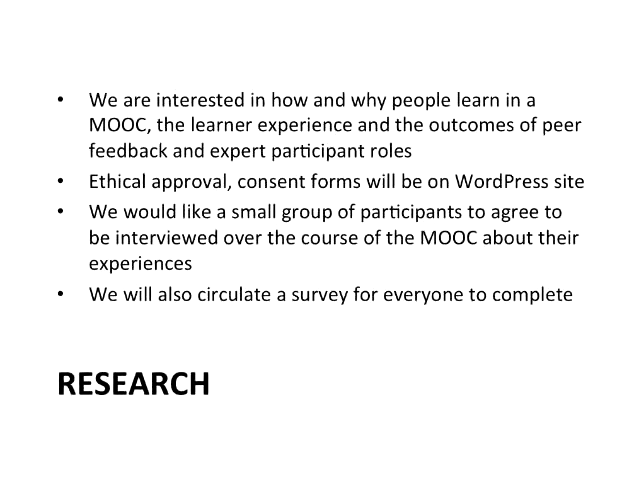 • We are interested in how and why people learn in a
MOOC, the learner experience and the outcomes of peer
feedback and expert participant roles
• Ethical approval, consent forms will be on WordPress site
• We would like a small group of participants to agree to
be interviewed over the course of the MOOC about their
experiences
• We will also circulate a survey for everyone to complete
RESEARCH